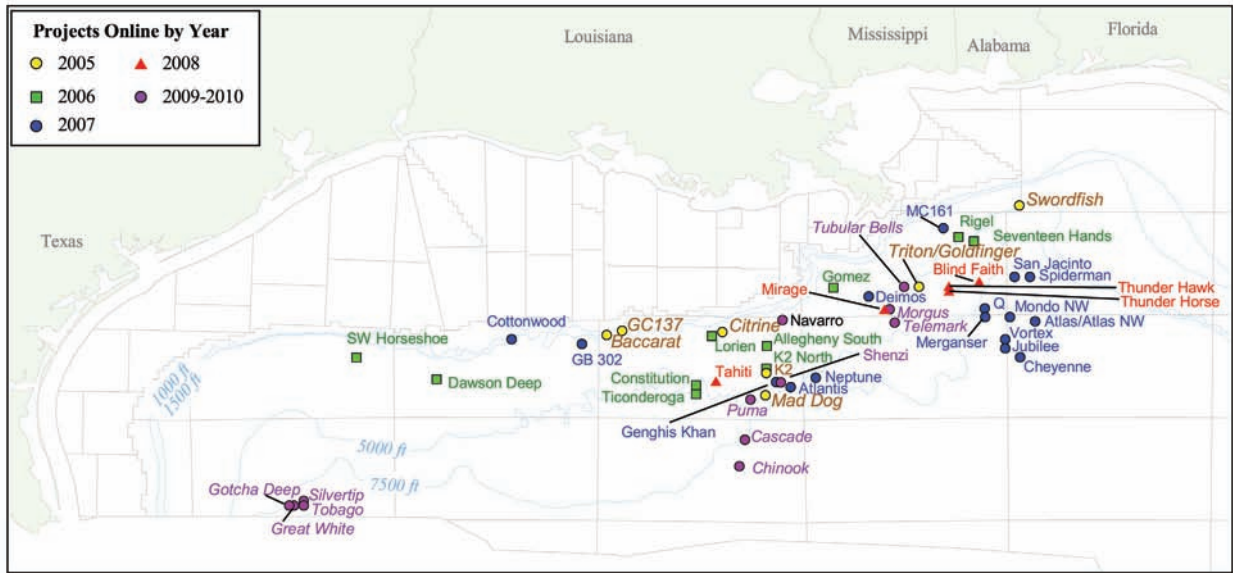 Projects Online by Year
2005
2008
2006
2009-2010
2007
Louisiana
Mississippi
Alabama
Florida
Texas
Swordfish
MC161
Rigel
Seventeen Hands
Tubular Bells
Triton/Goldfinger
Blind Faith
San Jacinto
Spiderman
Gomez
Thunder Hawk
Thunder Horse
Mirage
Deimos
Morgus
Q
Mondo NW
Navarro
Telemark
Atlas/Atlas NW
Merganser
Vortex
Jubilee
Cheyenne
Cottonwood
GC137
Baccarat
Citrine
Lorien
Allegheny South
SW Horseshoe
GB 302
K2 North
Shenzi
K2
1000 ft
1500 ft
Dawson Deep
Constitution
Tahiti
Neptune
Atlantis
Ticonderoga
Mad Dog
Puma
Genghis Khan
Cascade
5000 ft
Chinook
7500 ft
Gotcha Deep
Silvertip
Tobago
Great White